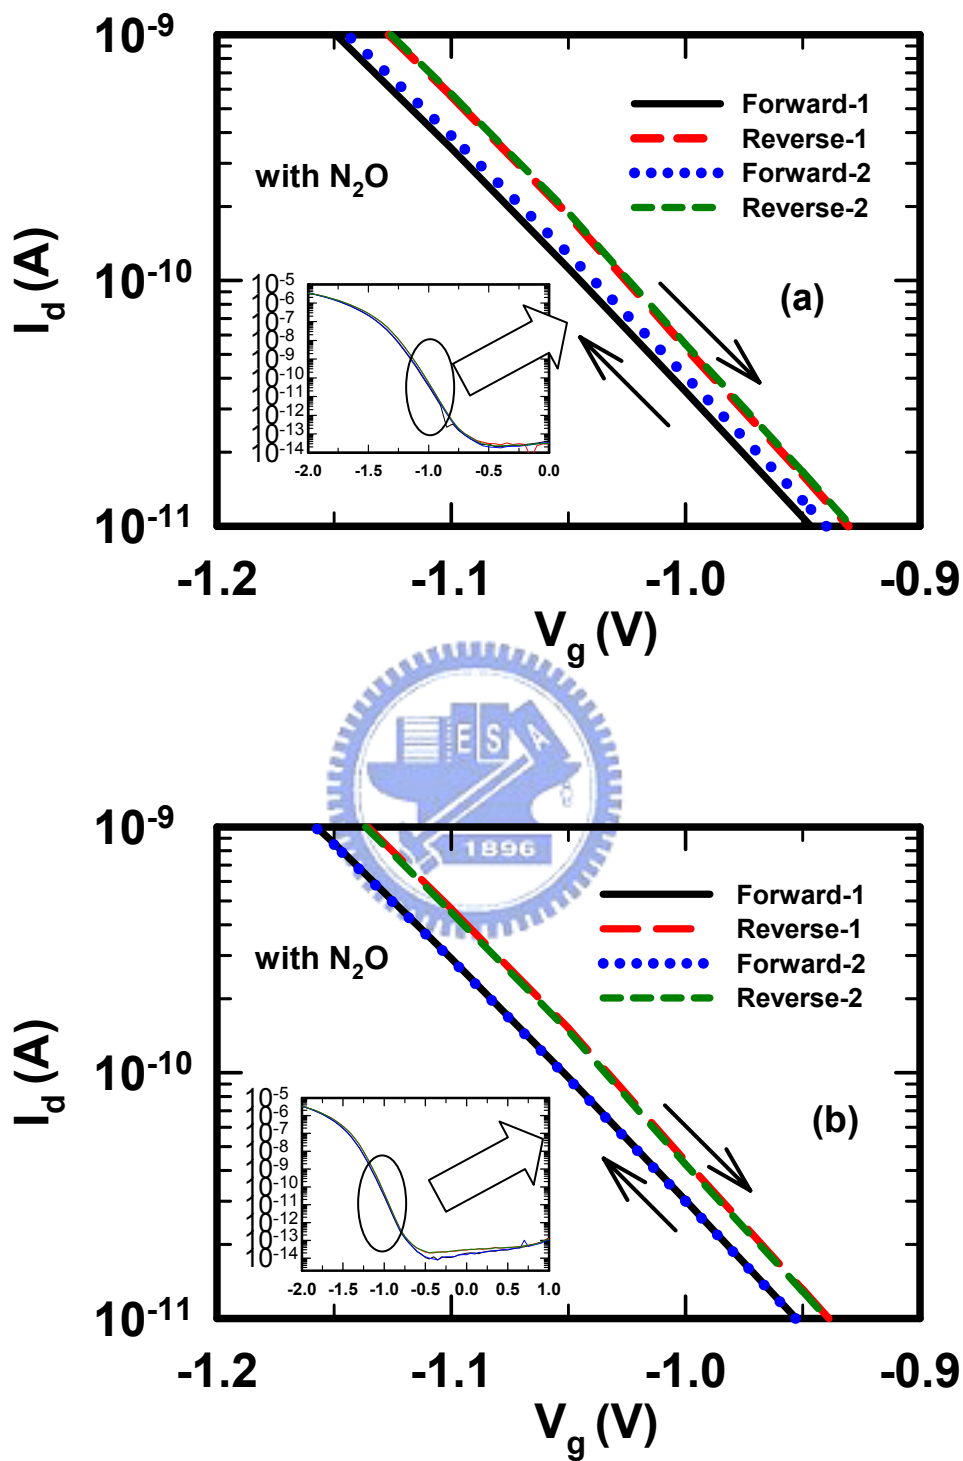 10^-9
Forward-1
Reverse-1
with N2O
Forward-2
Reverse-2
I_d (A)
10^-10
(a)
10^-5
10^-6
10^-7
10^-8
10^-9
10^-10
10^-11
10^-12
10^-13
10^-14
-2.0 -1.5 -1.0 -0.5 0.0
10^-11
-1.2 -1.1 -1.0 -0.9
V_g (V)
E S A
1896
10^-9
Forward-1
Reverse-1
with N2O
Forward-2
Reverse-2
I_d (A)
10^-10
(b)
10^-5
10^-6
10^-7
10^-8
10^-9
10^-10
10^-11
10^-12
10^-13
10^-14
-2.0 -1.5 -1.0 -0.5 0.0 0.5 1.0
10^-11
-1.2 -1.1 -1.0 -0.9
V_g (V)